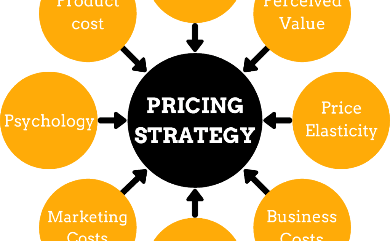 Product
cost
Perceived
Value
Psychology
PRICING
STRATEGY
Price
Elasticity
Marketing
Costs
Business
Costs